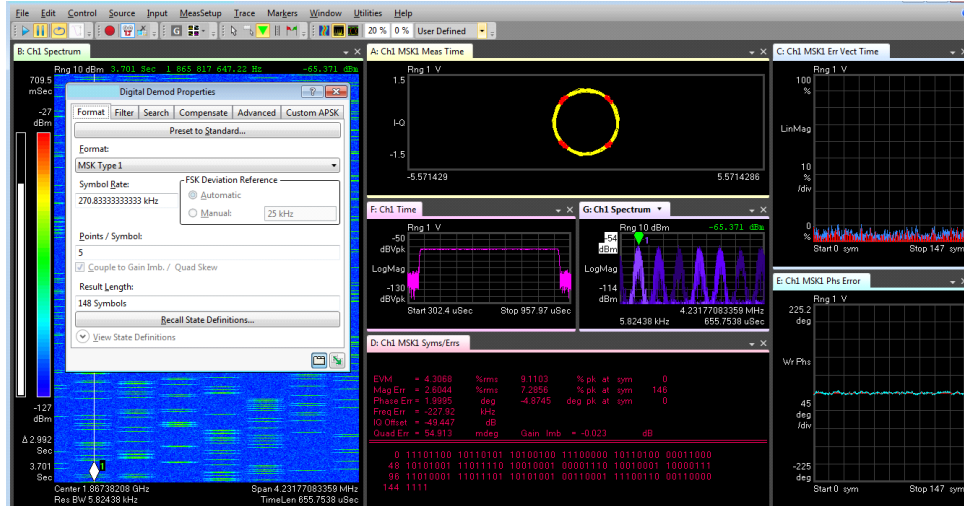 File Edit Control Source Input MeasSetup Trace Markers Window Utilities Help
20 % 0 % User Defined
B: Ch1 Spectrum
Rng 10 dBm 3.701 Sec 1 865 817 647.22 Hz -65.371 dBm
709.5
mSec
-27
dBm
-127
dBm
Δ 2.992
Sec
3.701
Sec
1
Center 1.86738208 GHz Span 4.23177083359 MHz
Res BW 5.82438 kHz TimeLen 655.7538 uSec
Digital Demod Properties
Format Filter Search Compensate Advanced Custom APSK
Preset to Standard...
Format:
MSK Type 1
Symbol Rate:
270.83333333333 kHz
FSK Deviation Reference
Automatic
Manual: 25 kHz
Points / Symbol:
5
Couple to Gain Imb. / Quad Skew
Result Length:
148 Symbols
Recall State Definitions...
View State Definitions
A: Ch1 MSK1 Meas Time
Rng 1 V
1.5
I-Q
-1.5
-5.571429 5.5714286
F: Ch1 Time
Rng 1 V
-50
dBVpk
LogMag
-130
dBVpk
Start 302.4 uSec Stop 957.97 uSec
G: Ch1 Spectrum
Rng 10 dBm -65.371 dBm
-54
dBm
1
LogMag
-114
dBm
4.23177083359 MHz
5.82438 kHz 655.7538 uSec
D: Ch1 MSK1 Syms/Errs
EVM = 4.3068 %rms 9.1103 % pk at sym 0
Mag Err = 2.6844 %rms 7.2856 % pk at sym 146
Phase Err = 1.9995 deg -4.8745 deg pk at sym 0
Freq Err = -227.92 kHz
IQ Offset = -49.447 dB
Quad Err = 54.913 mdeg Gain Imb. = -0.023 dB
0 11101100 10110101 10100100 11100000 10110100 00011000
48 10101001 11011110 10010001 00001110 10010001 10000111
96 11010001 11011101 10100101 00010011 11100110 00110000
144 1111
C: Ch1 MSK1 Err Vect Time
Rng 1 V
100
%
LinMag
10
%
/div
0
%
Start 0 sym Stop 147 sym
E: Ch1 MSK1 Phs Error
Rng 1 V
225.2
deg
Wr Phs
45
deg
/div
-225
deg
Start 0 sym Stop 147 sym